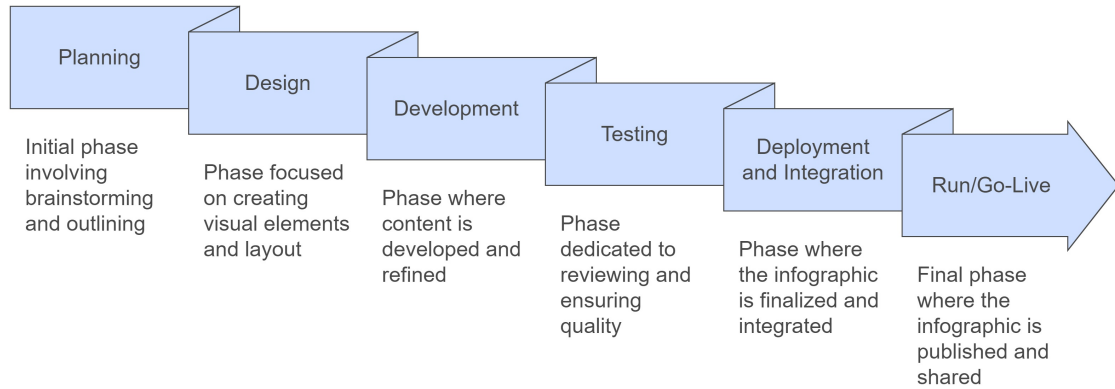 Planning
Initial phase
involving
brainstorming
and outlining
Design
Phase focused
on creating
visual elements
and layout
Development
Phase where
content is
developed and
refined
Testing
Phase
dedicated to
reviewing and
ensuring
quality
Deployment
and Integration
Phase where
the infographic
is finalized and
integrated
Run/Go-Live
Final phase
where the
infographic is
published and
shared